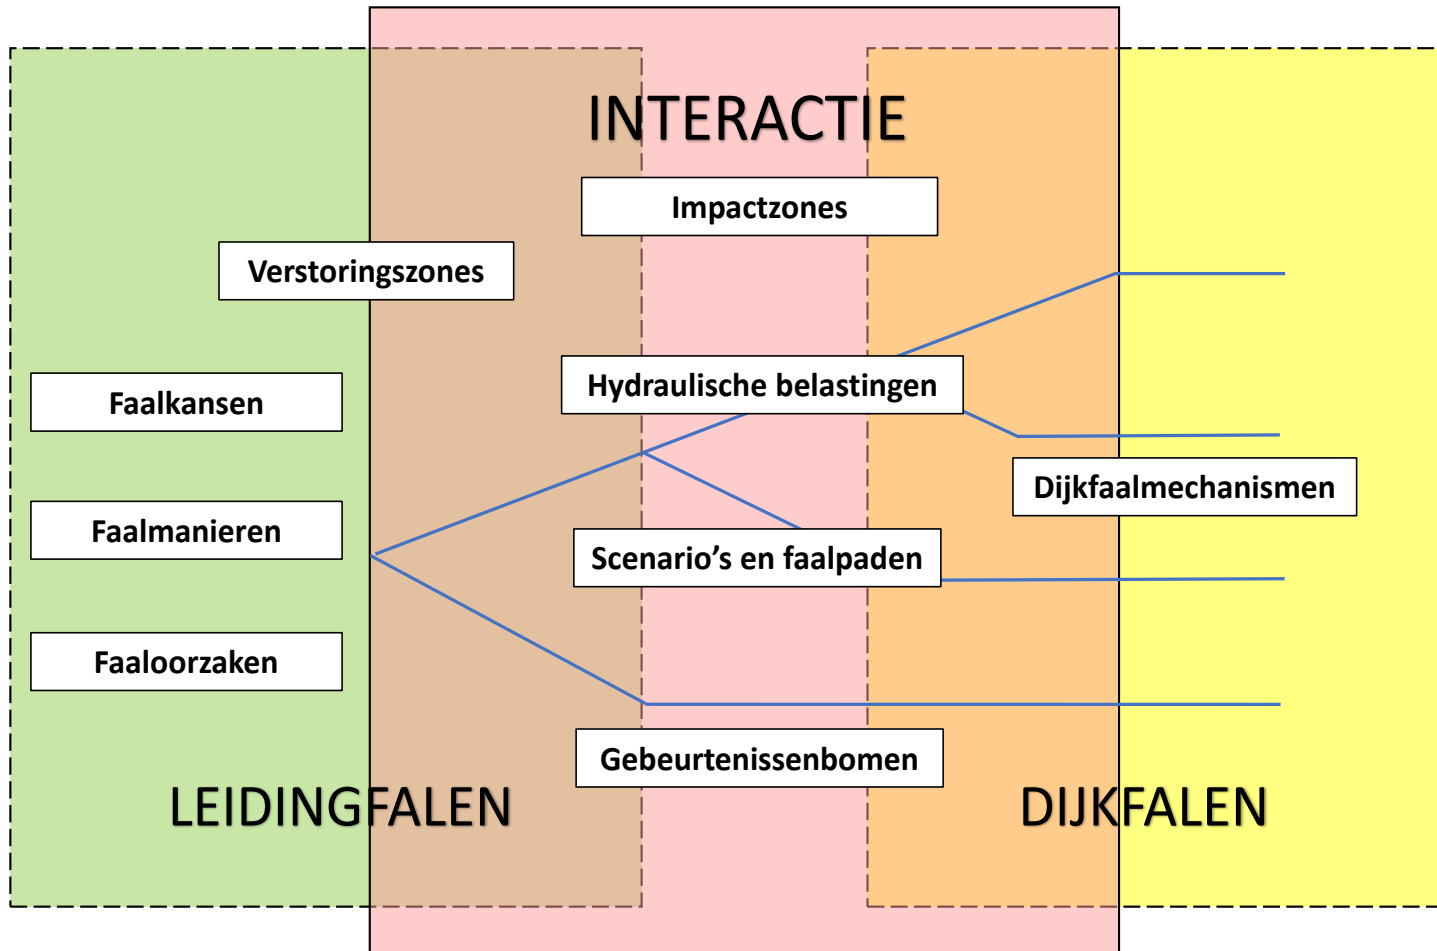 INTERACTIE
Impactzones
Verstoringszones
Hydraulische belastingen
Faalkansen
Dijkfaalmechanismen
Faalmanieren
Scenario’s en faalpaden
Faaloorzaken
Gebeurtenissenbomen
LEIDINGFALEN
DIJKFALEN